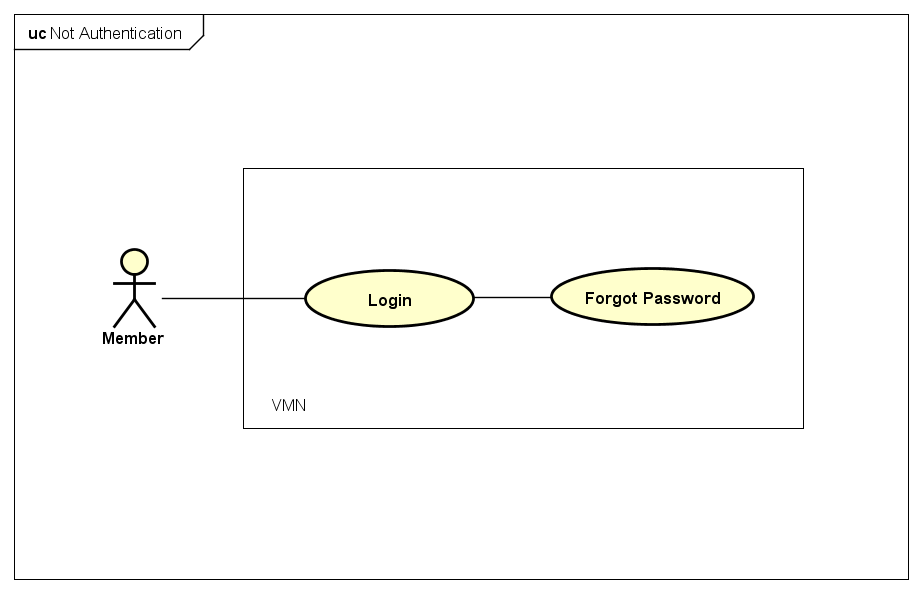 uc Not Authentication
Login
Forgot Password
Member
VMN